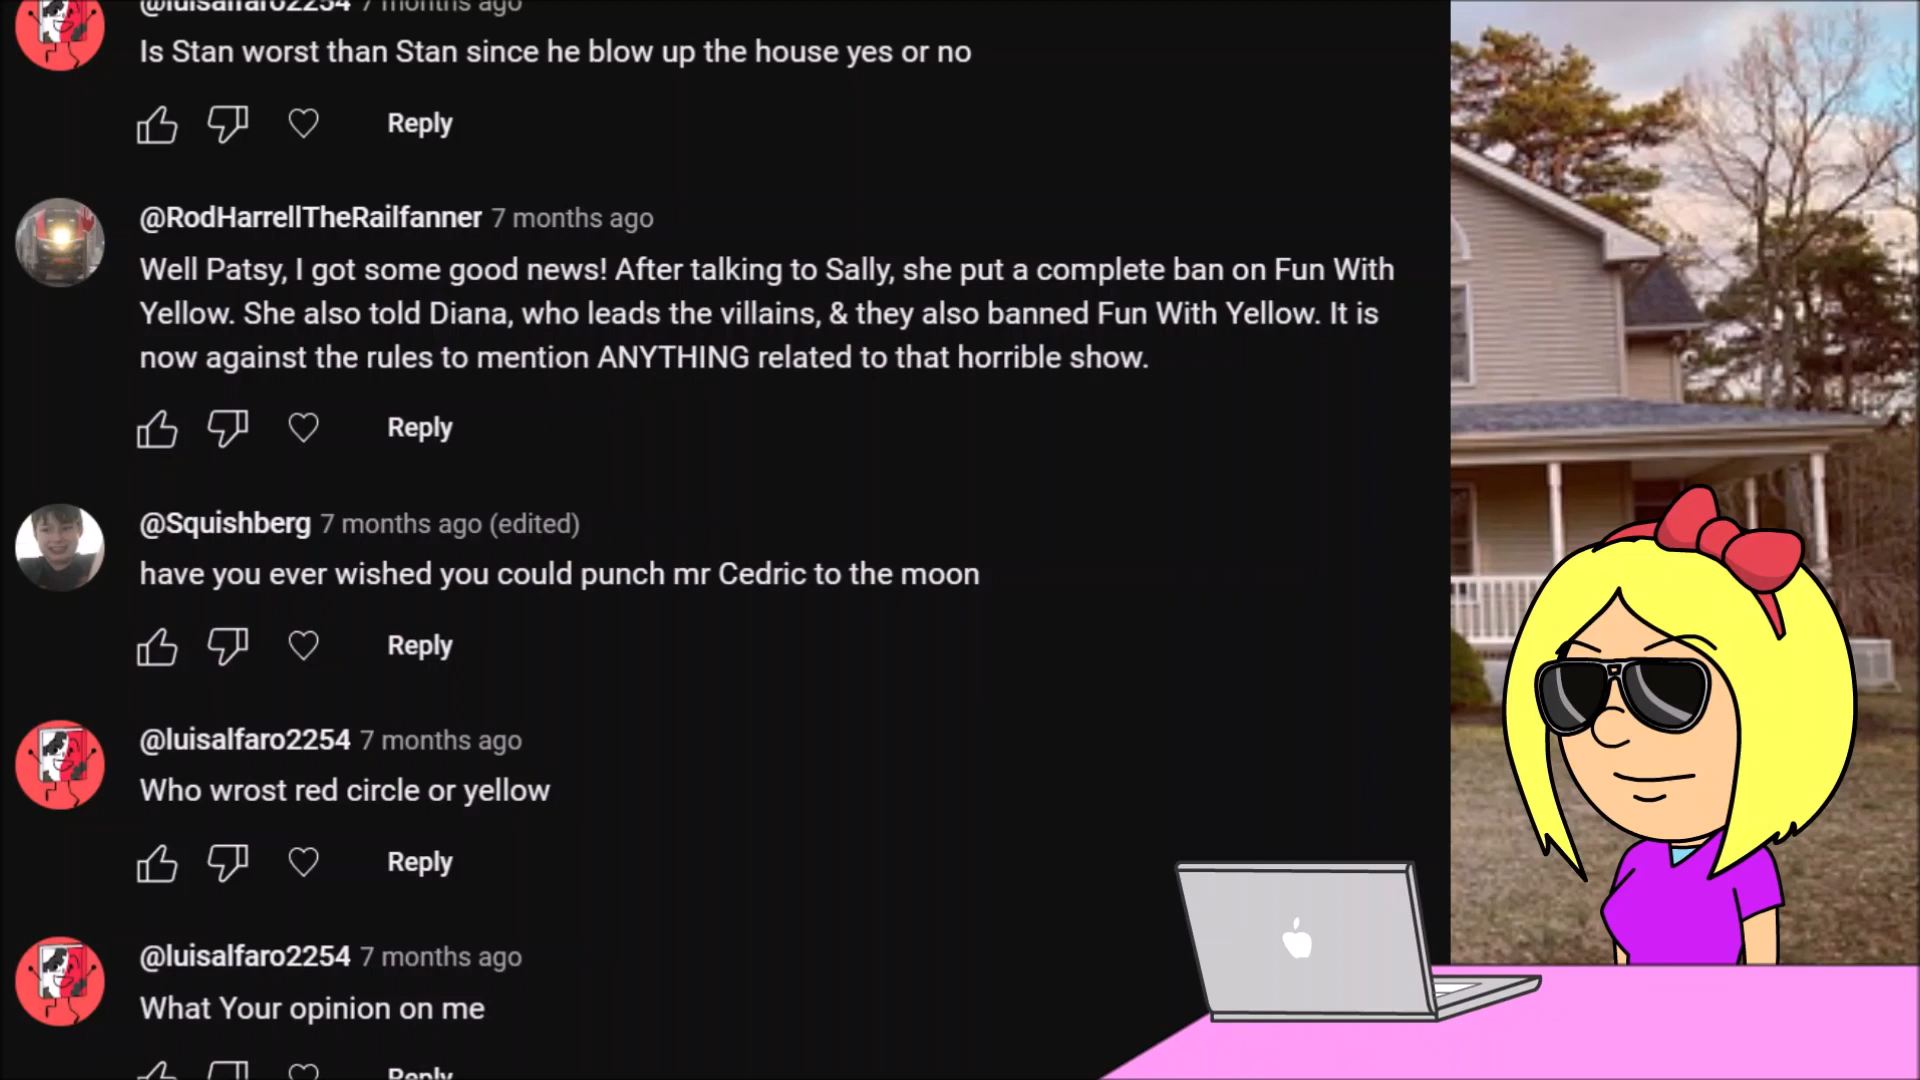 @luisalfaro2254 7 months ago
Is Stan worst than Stan since he blow up the house yes or no
Reply
@RodHarrellTheRailfanner 7 months ago
Well Patsy, I got some good news! After talking to Sally, she put a complete ban on Fun With
Yellow. She also told Diana, who leads the villains, & they also banned Fun With Yellow. It is
now against the rules to mention ANYTHING related to that horrible show.
Reply
@Squishberg 7 months ago (edited)
have you ever wished you could punch mr Cedric to the moon
Reply
@luisalfaro2254 7 months ago
Who wrost red circle or yellow
Reply
@luisalfaro2254 7 months ago
What Your opinion on me
Reply